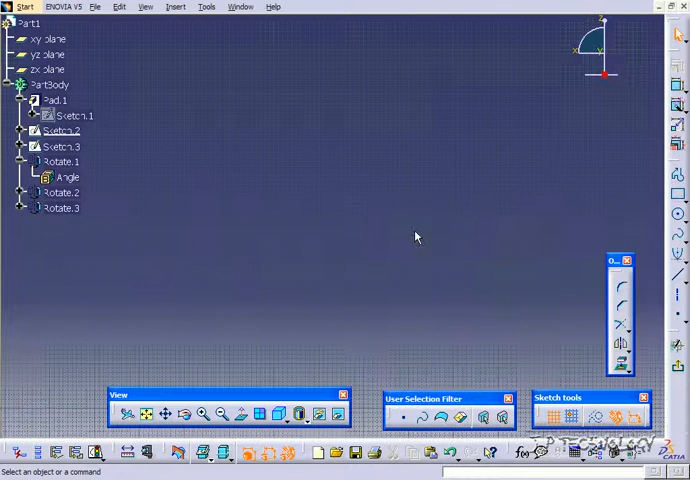 Start ENOVIA V5 File Edit View Insert Tools Window Help
Part1
xy plane
yz plane
zx plane
PartBody
Pad.1
Sketch.1
Sketch.2
Sketch.3
Rotate.1
Angle
Rotate.2
Rotate.3
z
x
y
O...
View
User Selection Filter
Sketch tools
TECHNOLOGY
CATIA
Select an object or a command